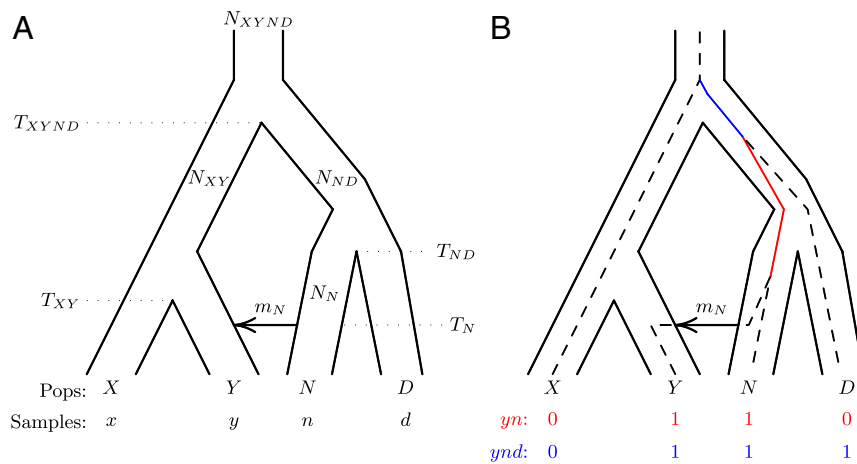 A B
N_{XYND}
T_{XYND}
N_{XY} N_{ND}
T_{ND}
T_{XY} N_N m_N m_N
T_N
Pops: X Y N D X Y N D
Samples: x y n d yn: 0 1 1 0
ynd: 0 1 1 1